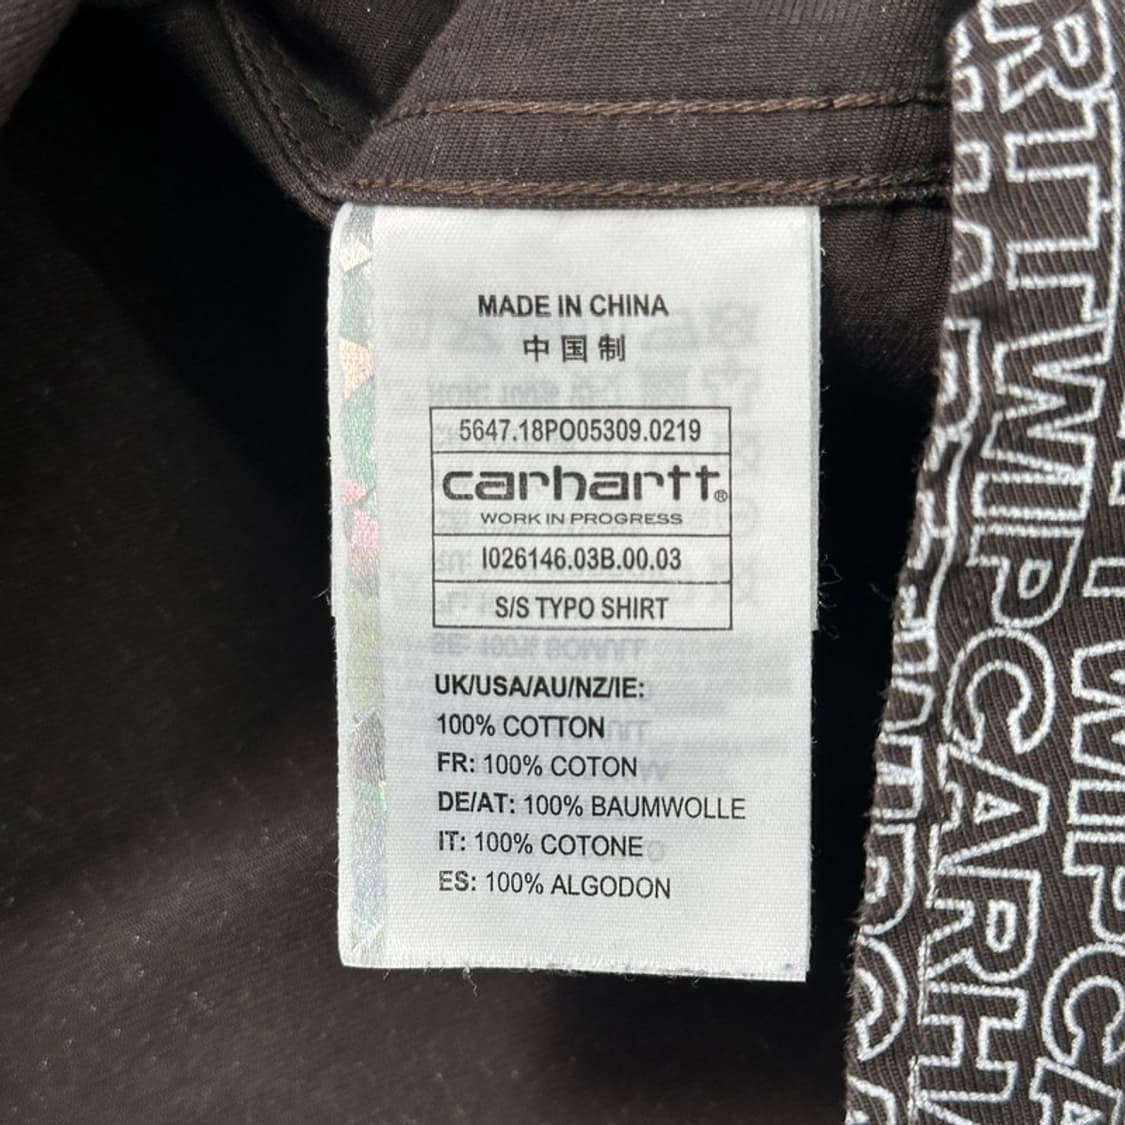 MADE IN CHINA
中国制
5647.18PO05309.0219
carhartt®
WORK IN PROGRESS
I026146.03B.00.03
S/S TYPO SHIRT
UK/USA/AU/NZ/IE:
100% COTTON
FR: 100% COTON
DE/AT: 100% BAUMWOLLE
IT: 100% COTONE
ES: 100% ALGODON
RTTWIPCARH
WIPCA